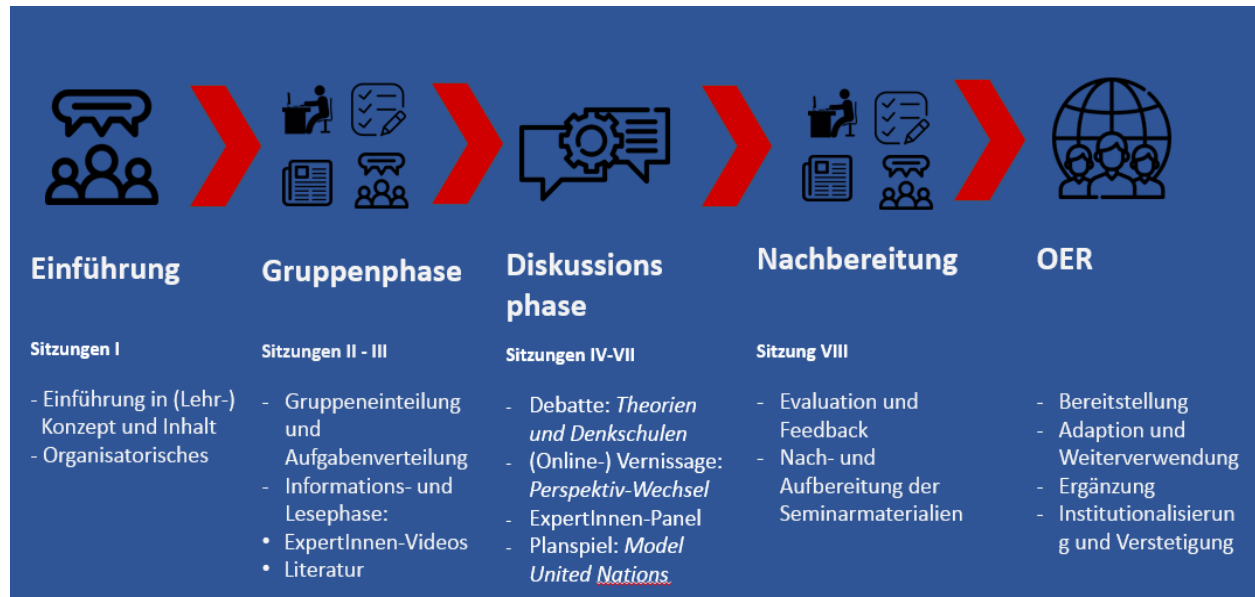 Einführung
Sitzungen I
- Einführung in (Lehr-)
Konzept und Inhalt
- Organisatorisches
Gruppenphase
Sitzungen II - III
- Gruppeneinteilung
und
Aufgabenverteilung
- Informations- und
Lesephase:
• ExpertInnen-Videos
• Literatur
Diskussions
phase
Sitzungen IV-VII
- Debatte: Theorien
und Denkschulen
- (Online-) Vernissage:
Perspektiv-Wechsel
- ExpertInnen-Panel
- Planspiel: Model
United Nations
Nachbereitung
Sitzung VIII
- Evaluation und
Feedback
- Nach- und
Aufbereitung der
Seminarmaterialien
OER
- Bereitstellung
- Adaption und
Weiterverwendung
- Ergänzung
- Institutionalisierun
g und Verstetigung